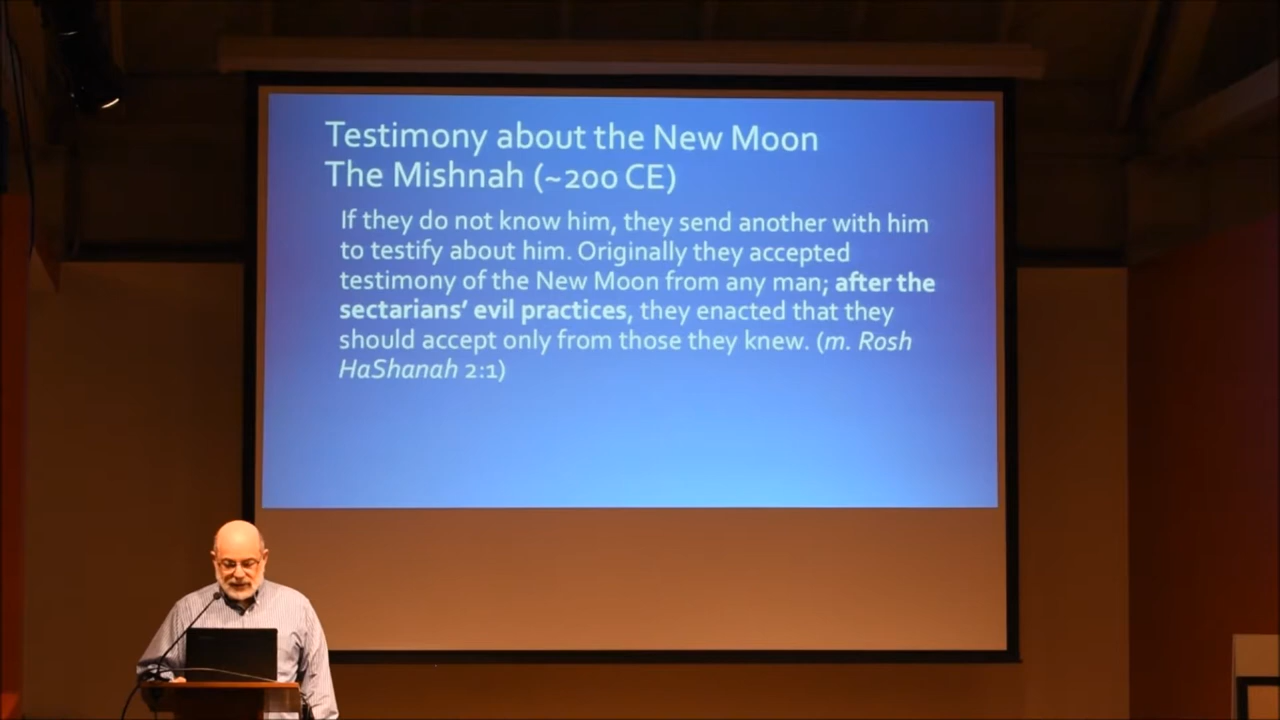 Testimony about the New Moon
The Mishnah (~200 CE)
If they do not know him, they send another with him
to testify about him. Originally they accepted
testimony of the New Moon from any man; after the
sectarians’ evil practices, they enacted that they
should accept only from those they knew. (m. Rosh
HaShanah 2:1)